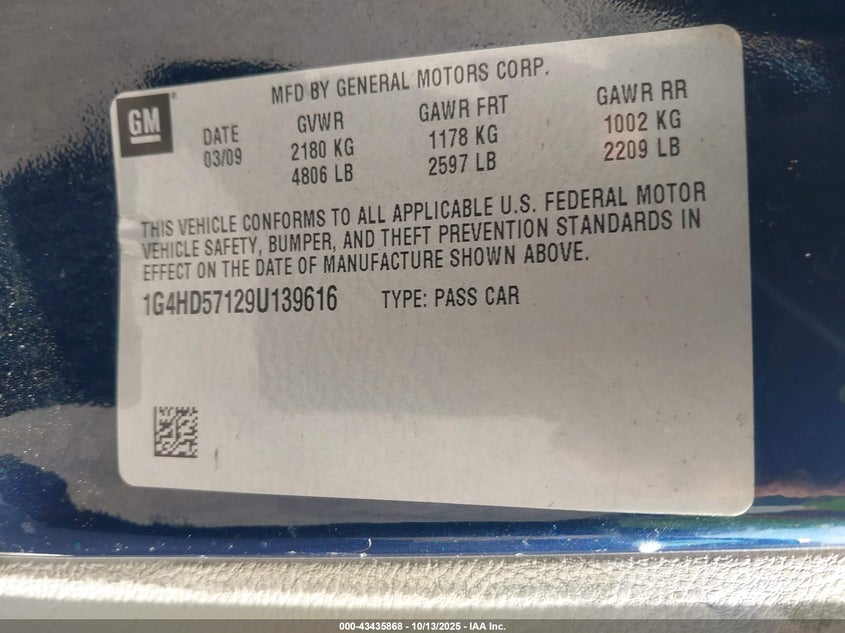 MFD BY GENERAL MOTORS CORP.
GM®
DATE GVWR GAWR FRT GAWR RR
03/09 2180 KG 1178 KG 1002 KG
4806 LB 2597 LB 2209 LB
THIS VEHICLE CONFORMS TO ALL APPLICABLE U.S. FEDERAL MOTOR
VEHICLE SAFETY, BUMPER, AND THEFT PREVENTION STANDARDS IN
EFFECT ON THE DATE OF MANUFACTURE SHOWN ABOVE.
1G4HD57129U139616 TYPE: PASS CAR
000-43435868 - 10/13/2025 - IAA Inc.